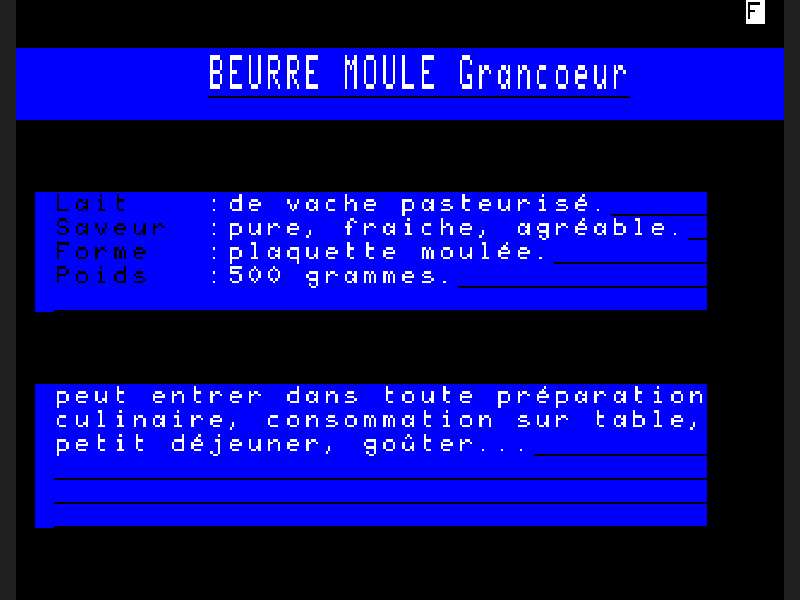 F
BEURRE MOULE Grancoeur
Lait :de vache pasteurisé.
Saveur :pure, fraiche, agréable.
Forme :plaquette moulée.
Poids :500 grammes.
peut entrer dans toute préparation
culinaire, consommation sur table,
petit déjeuner, goûter...